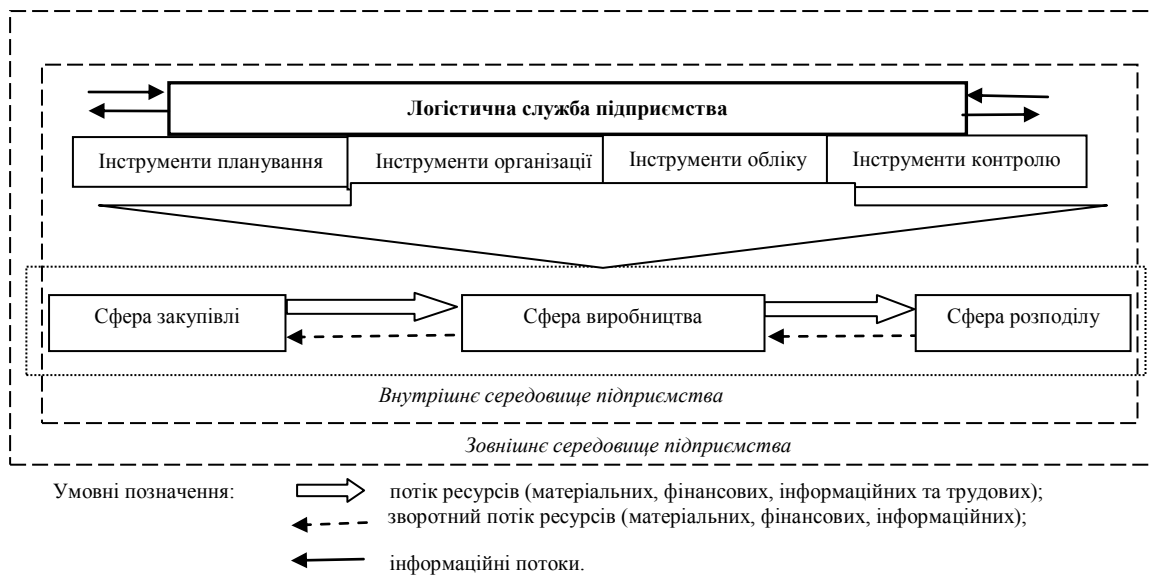 Логістична служба підприємства
Інструменти планування
Інструменти організації
Інструменти обліку
Інструменти контролю
Сфера закупівлі
Сфера виробництва
Сфера розподілу
Внутрішнє середовище підприємства
Зовнішнє середовище підприємства
Умовні позначення:
потік ресурсів (матеріальних, фінансових, інформаційних та трудових);
зворотний потік ресурсів (матеріальних, фінансових, інформаційних);
інформаційні потоки.